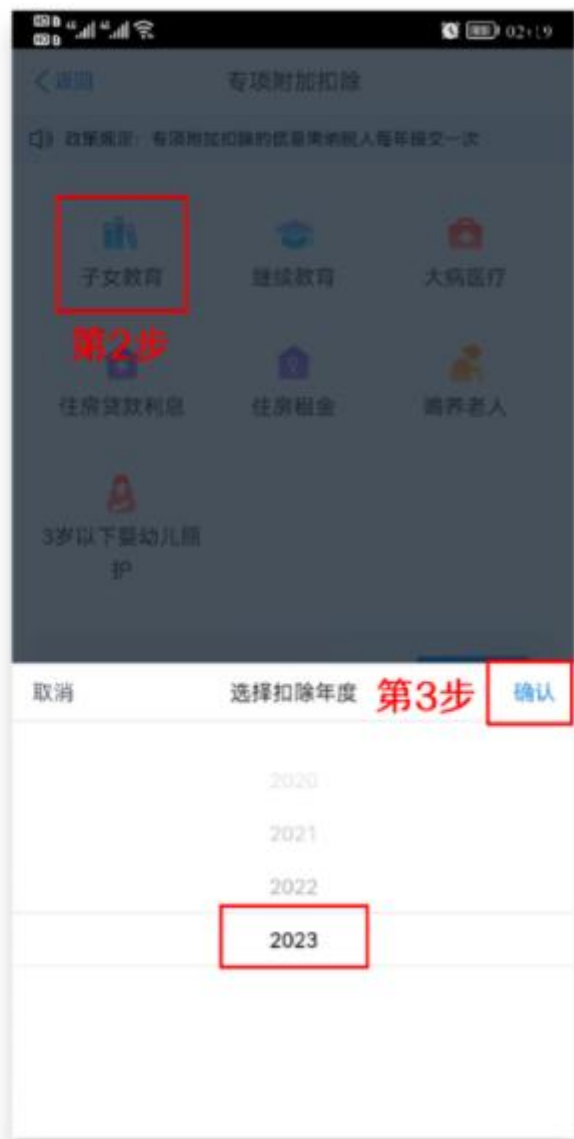 02:19
返回 专项附加扣除
政策规定：专项附加扣除的信息需纳税人每年提交一次
子女教育 继续教育 大病医疗
第2步
住房贷款利息 住房租金 赡养老人
3岁以下婴幼儿照
护
取消 选择扣除年度 第3步 确认
2020
2021
2022
2023